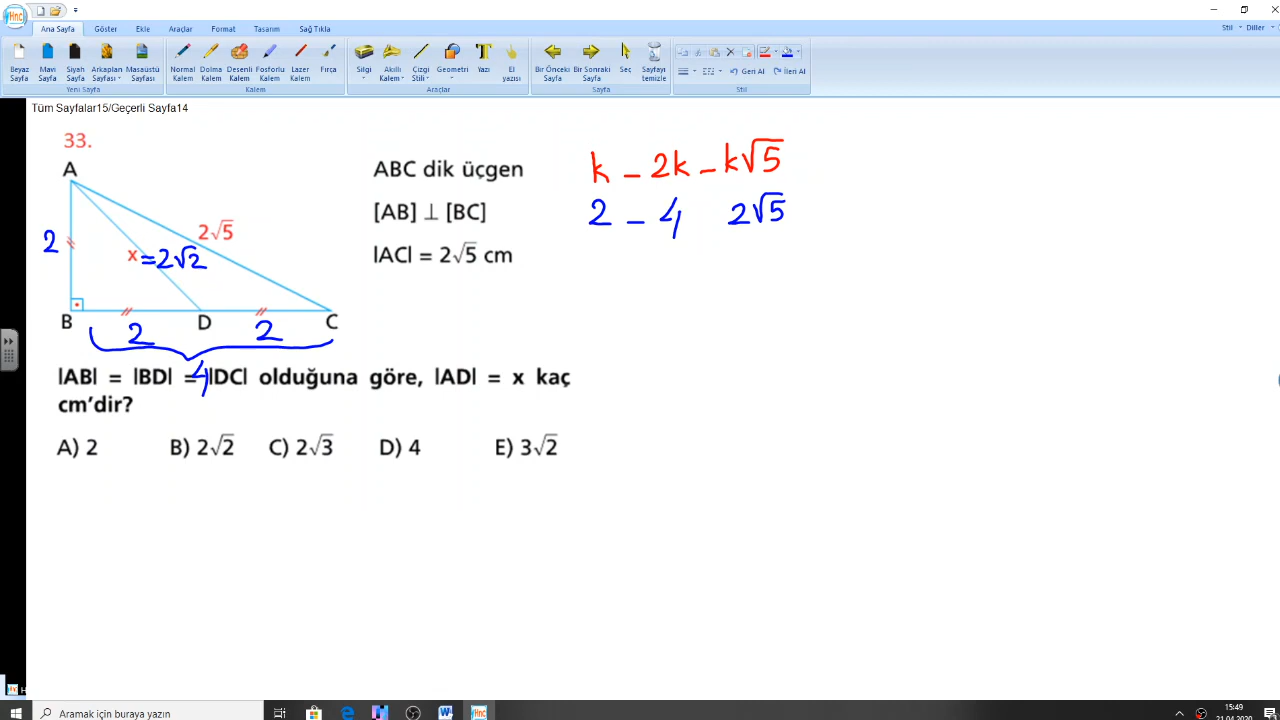 Hnc
Stil Diller
Ana Sayfa Göster Ekle Araçlar Format Tasarım Sağ Tıkla
Beyaz Sayfa Mavi Sayfa Siyah Sayfa Arkaplan Sayfası Masaüstü Sayfası
Normal Kalem Dolma Kalem Desenli Kalem Fosforlu Kalem Lazer Kalem Fırça
Silgi Akıllı Kalem Çizgi Stili Geometri Yazı El yazısı
Bir Önceki Sayfa Bir Sonraki Sayfa Seç Sayfayı temizle
Geri Al İleri Al
Yeni Sayfa Kalem Araçlar Sayfa Stil
Tüm Sayfalar15/Geçerli Sayfa14
33.
A
2√5
2
x =2√2
B D C
2 2
4
ABC dik üçgen
[AB] ⊥ [BC]
|AC| = 2√5 cm
k – 2k – k√5
2 – 4 2√5
|AB| = |BD| = |DC| olduğuna göre, |AD| = x kaç
cm'dir?
A) 2 B) 2√2 C) 2√3 D) 4 E) 3√2
Aramak için buraya yazın
15:49
21.04.2020